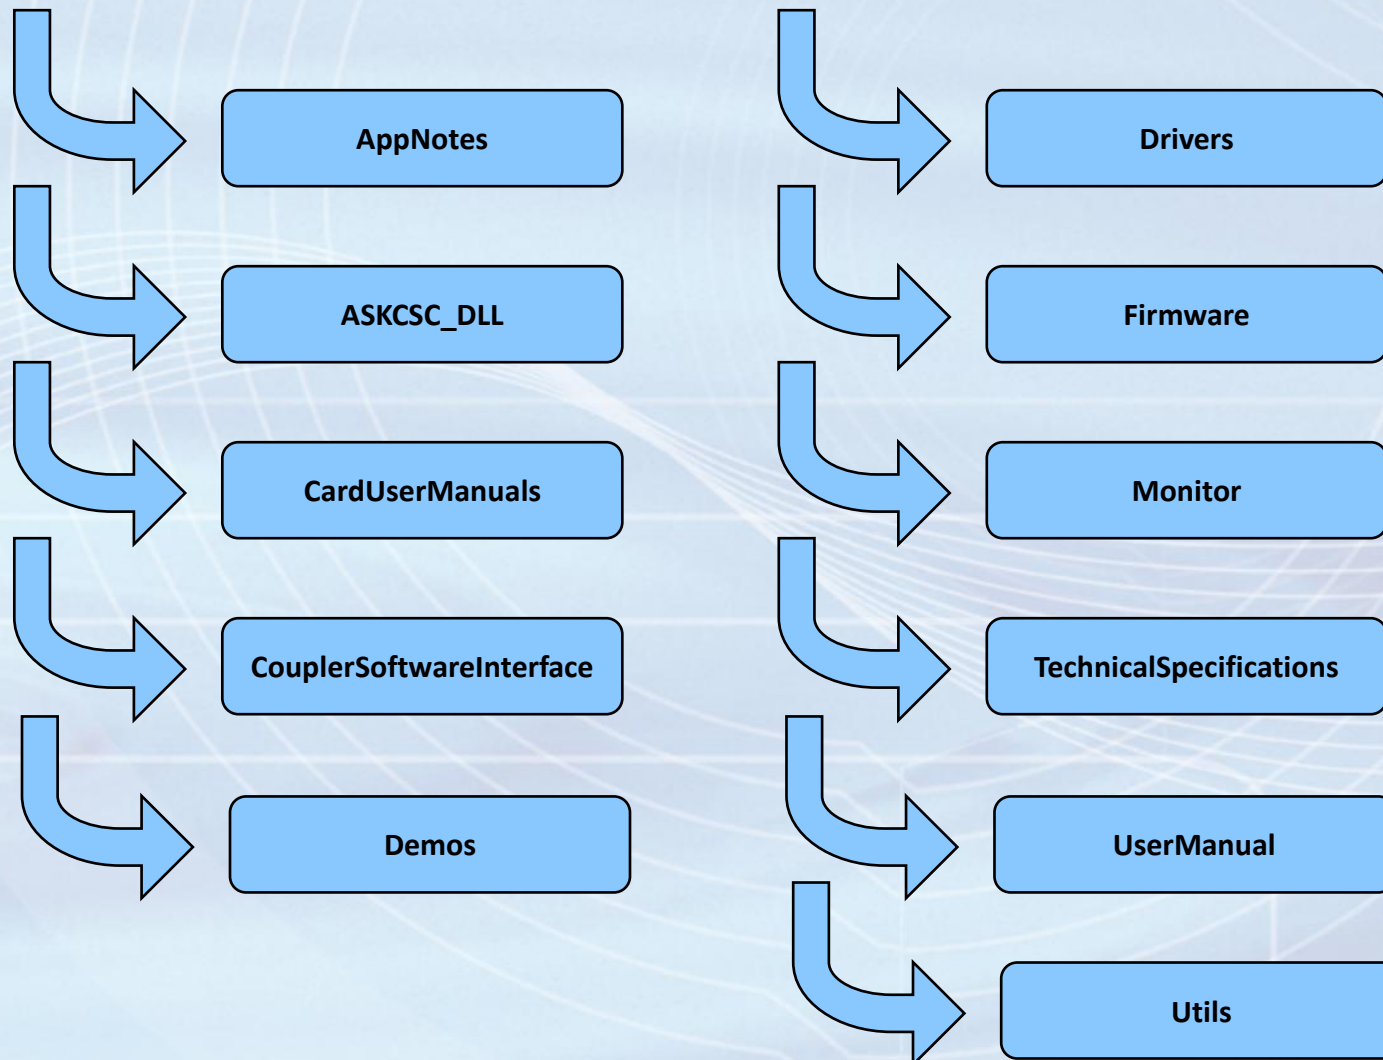 AppNotes
ASKCSC_DLL
CardUserManuals
CouplerSoftwareInterface
Demos
Drivers
Firmware
Monitor
TechnicalSpecifications
UserManual
Utils